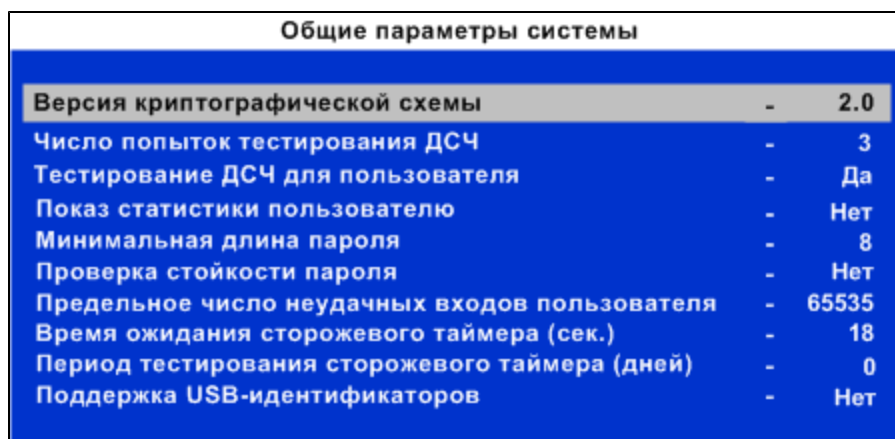 Общие параметры системы
Версия криптографической схемы - 2.0
Число попыток тестирования ДСЧ - 3
Тестирование ДСЧ для пользователя - Да
Показ статистики пользователю - Нет
Минимальная длина пароля - 8
Проверка стойкости пароля - Нет
Предельное число неудачных входов пользователя - 65535
Время ожидания сторожевого таймера (сек.) - 18
Период тестирования сторожевого таймера (дней) - 0
Поддержка USB-идентификаторов - Нет